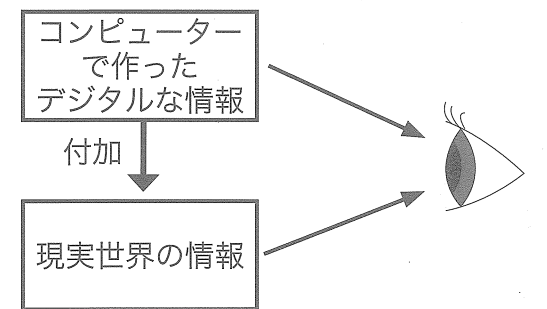 コンピューター
で作った
デジタルな情報
付加
現実世界の情報